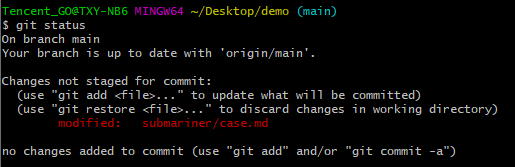 Tencent_GO@TXY-NB6 MINGW64 ~/Desktop/demo (main)
$ git status
On branch main
Your branch is up to date with 'origin/main'.

Changes not staged for commit:
  (use "git add <file>..." to update what will be committed)
  (use "git restore <file>..." to discard changes in working directory)
        modified:   submariner/case.md

no changes added to commit (use "git add" and/or "git commit -a")